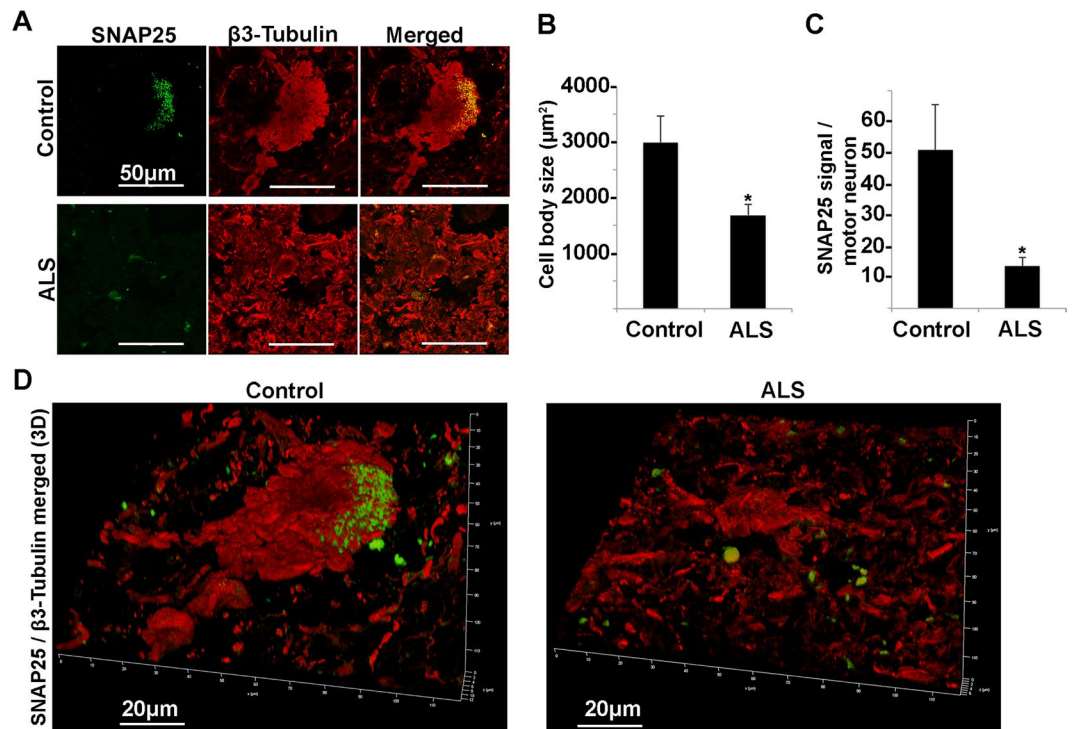 A
SNAP25
β3-Tubulin
Merged
Control
50µm
ALS
B
Cell body size (µm²)
4000
3000
2000
1000
Control
ALS
*
C
SNAP25 signal /
motor neuron
60
50
40
30
20
10
Control
ALS
*
D
SNAP25 / β3-Tubulin merged (3D)
Control
20µm
ALS
20µm